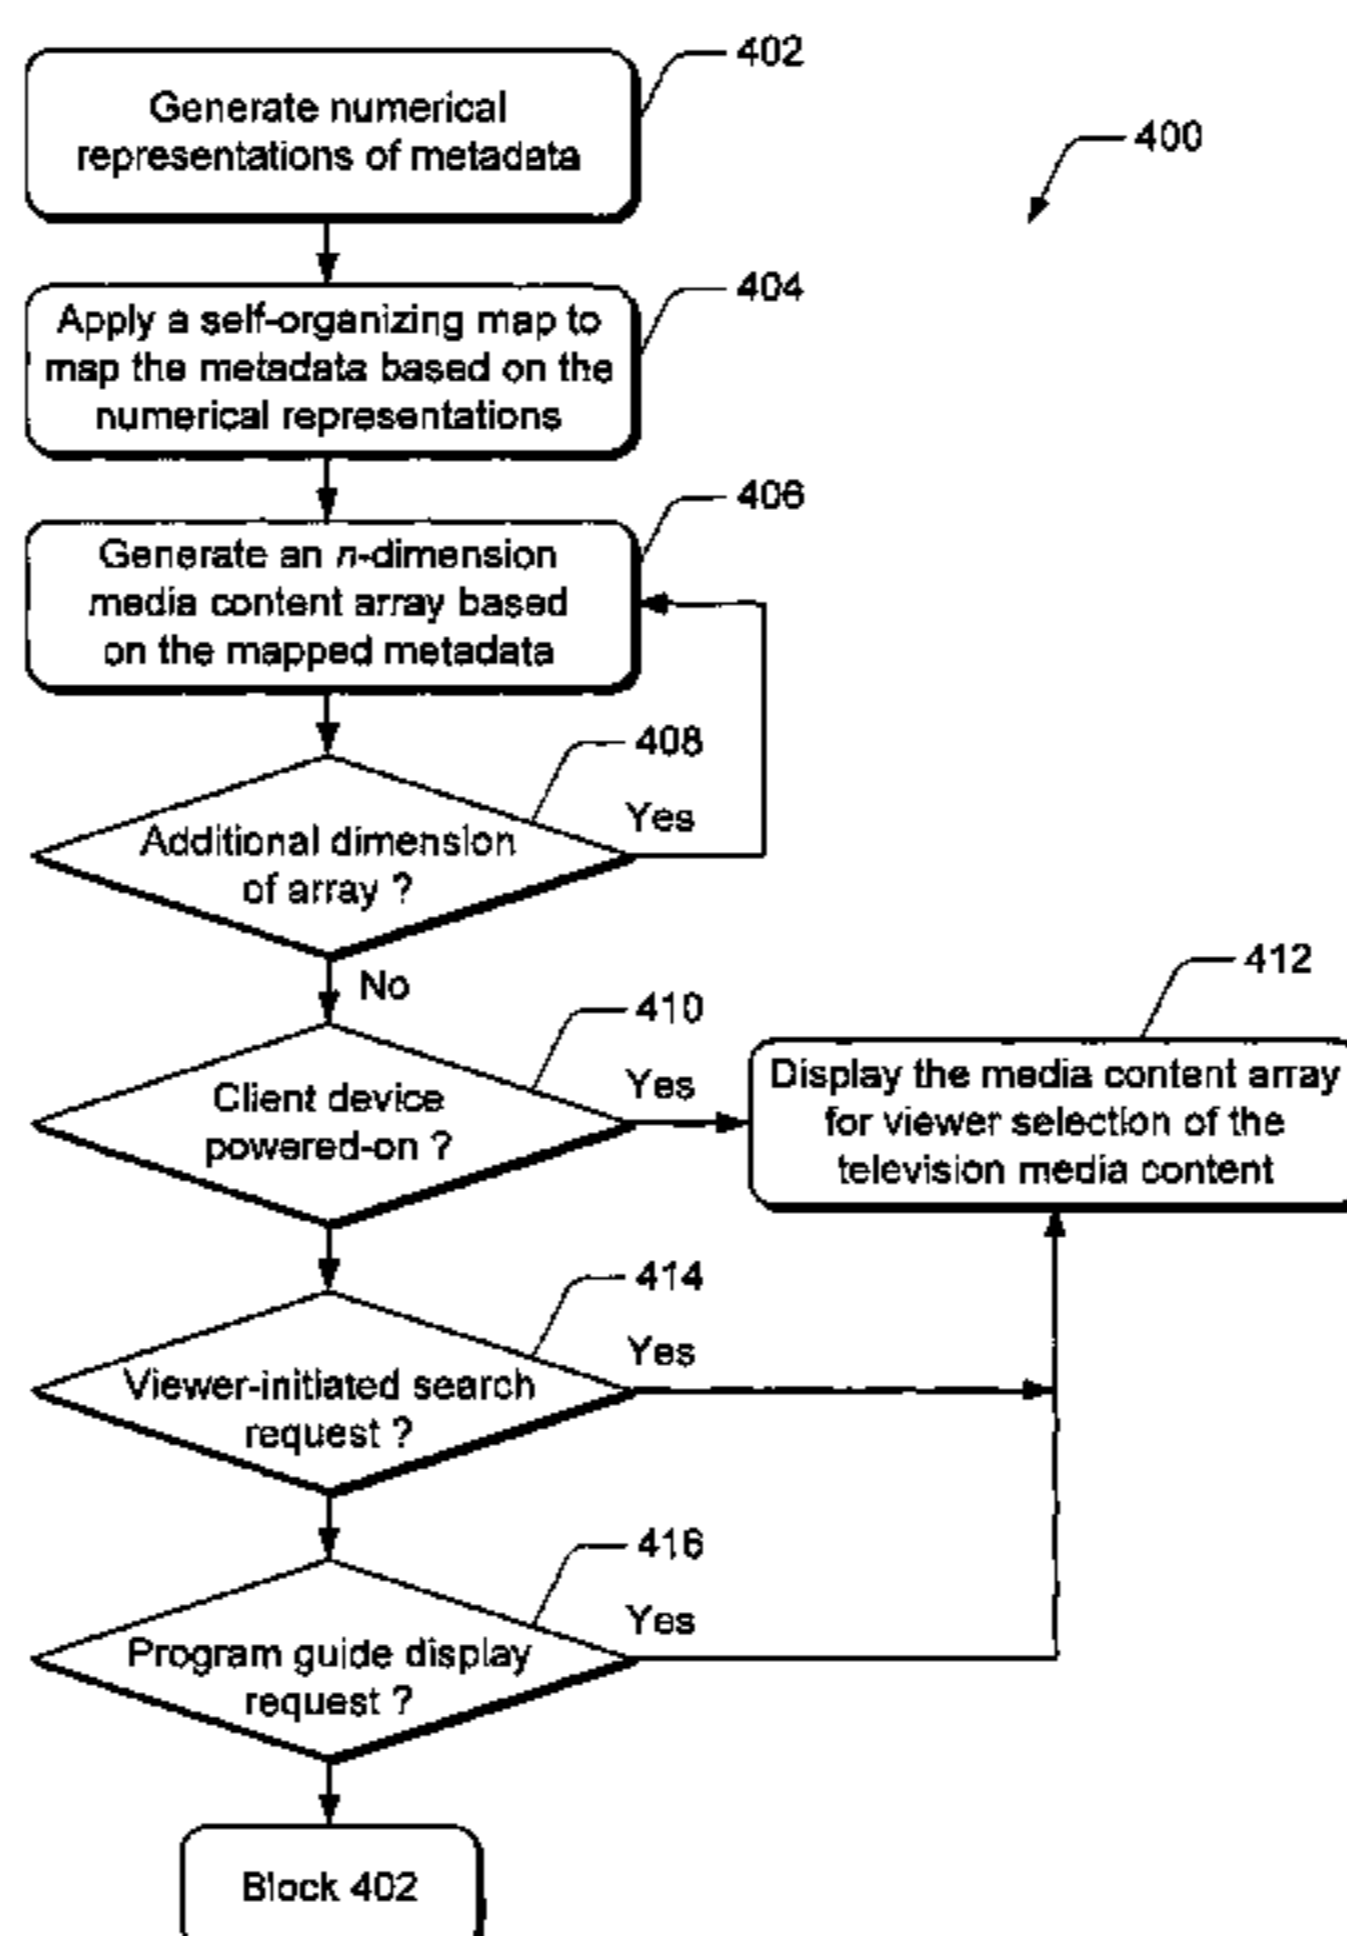 402
Generate numerical
representations of metadata
400
404
Apply a self-organizing map to
map the metadata based on the
numerical representations
406
Generate an n-dimension
media content array based
on the mapped metadata
408
Yes
Additional dimension
of array ?
No
410
Yes
Client device
powered-on ?
412
Display the media content array
for viewer selection of the
television media content
414
Yes
Viewer-initiated search
request ?
416
Yes
Program guide display
request ?
Block 402